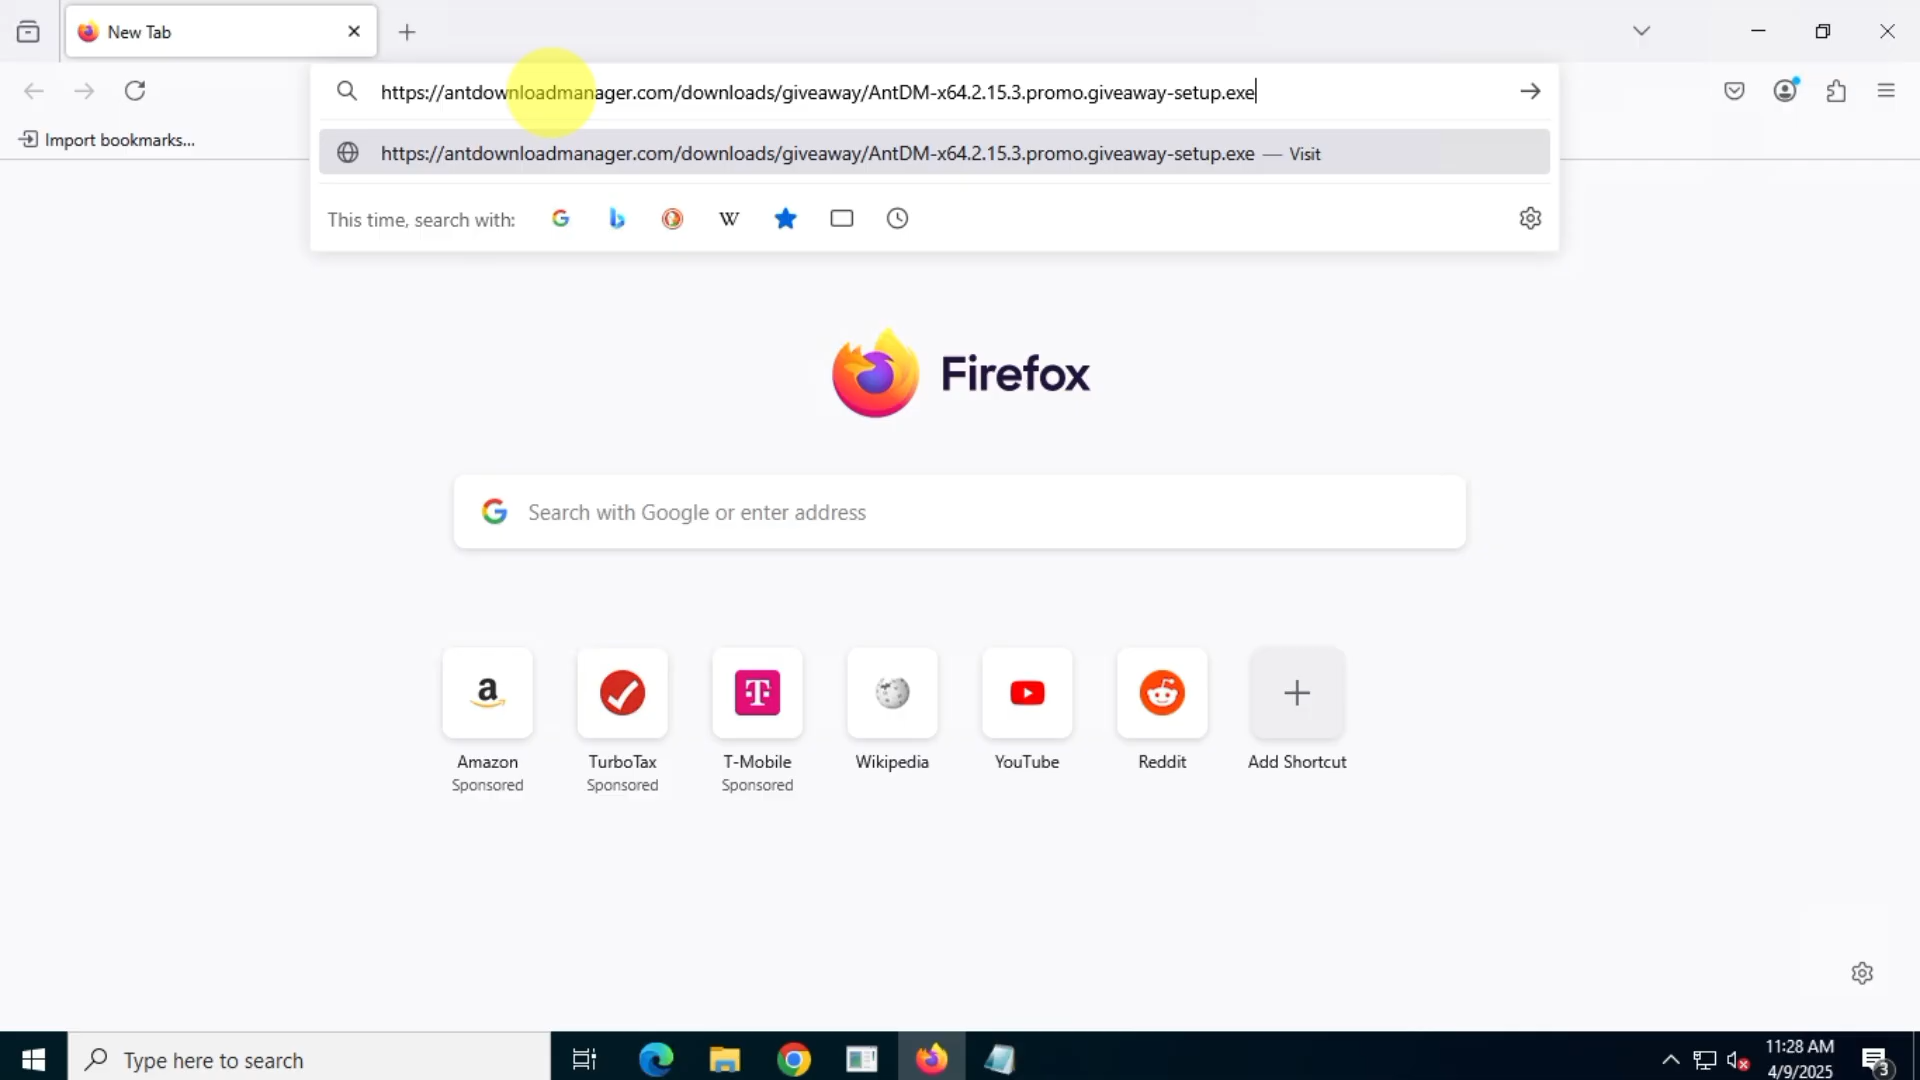 New Tab
https://antdownloadmanager.com/downloads/giveaway/AntDM-x64.2.15.3.promo.giveaway-setup.exe
Import bookmarks...
https://antdownloadmanager.com/downloads/giveaway/AntDM-x64.2.15.3.promo.giveaway-setup.exe — Visit
This time, search with:
Firefox
Search with Google or enter address
Amazon
Sponsored
TurboTax
Sponsored
T-Mobile
Sponsored
Wikipedia
YouTube
Reddit
Add Shortcut
Type here to search
11:28 AM
4/9/2025
3